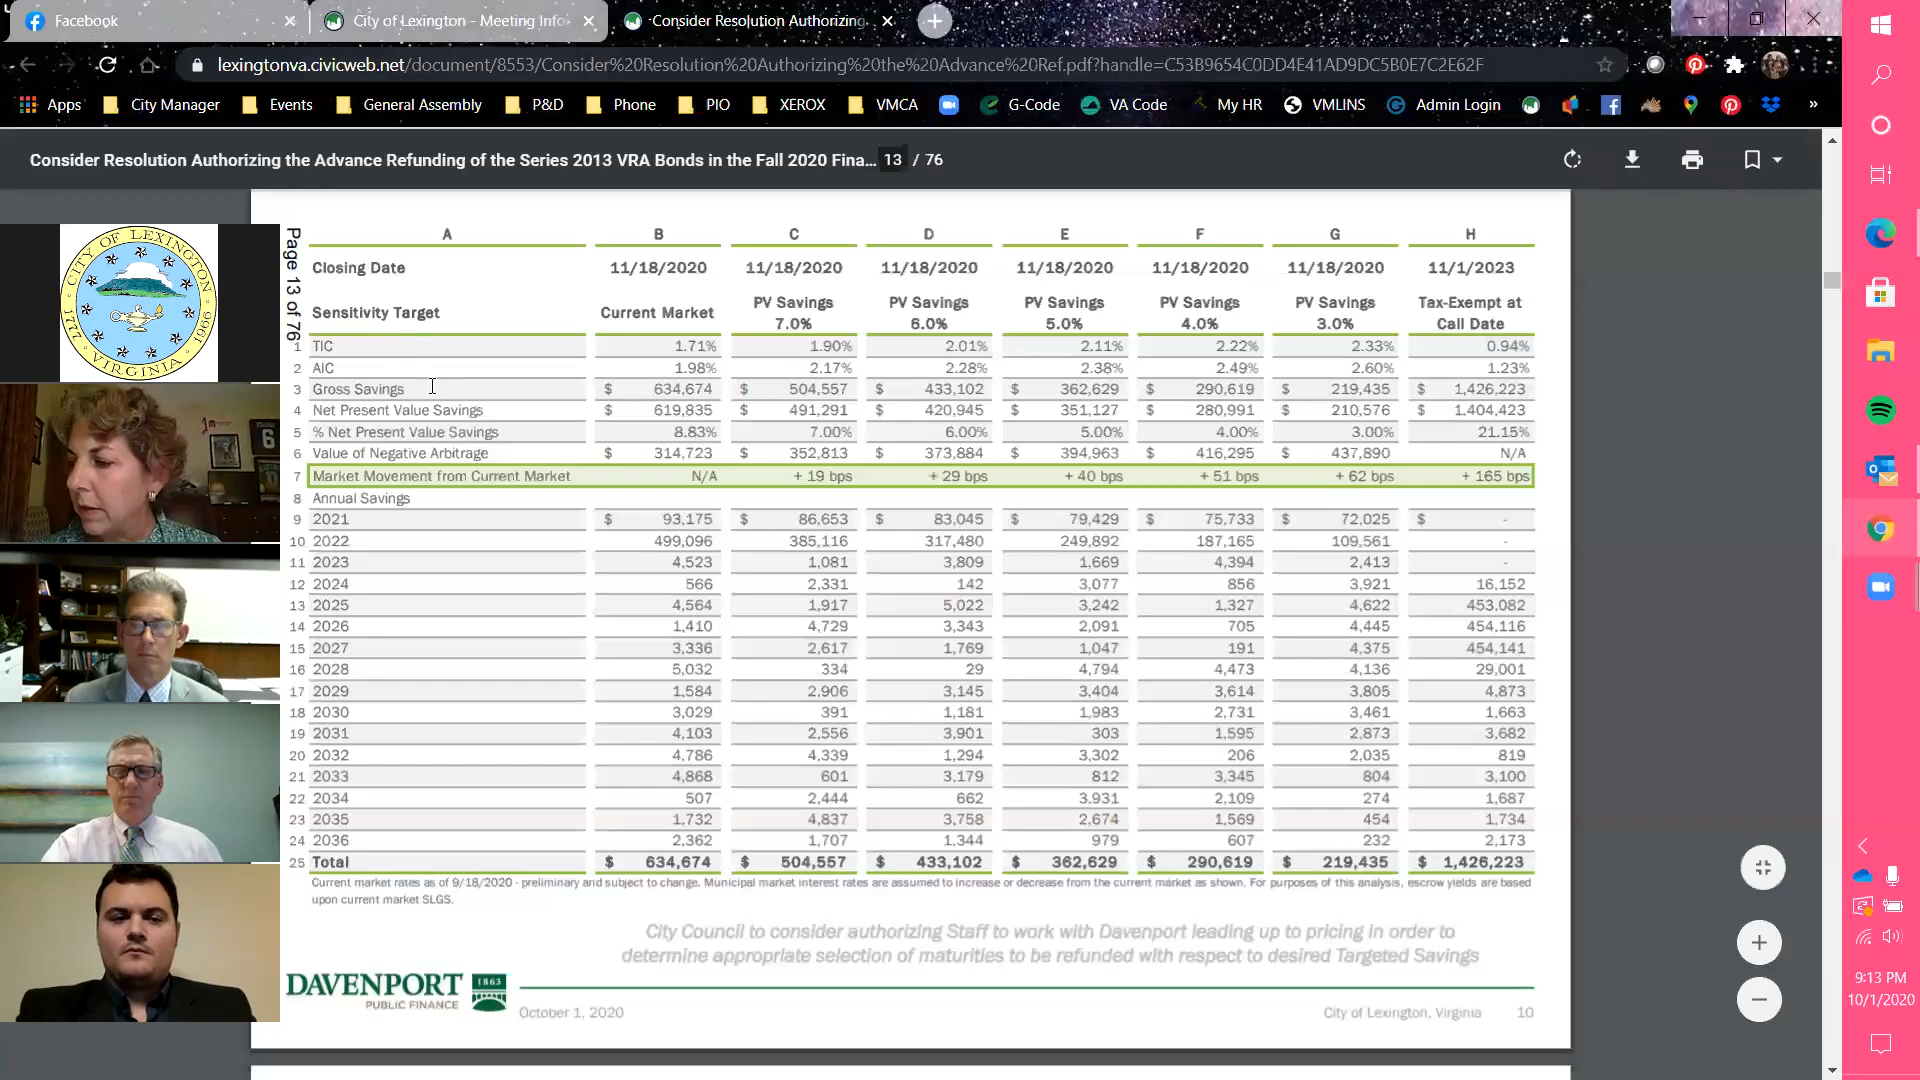 Facebook
City of Lexington - Meeting Info
Consider Resolution Authorizing
lexingtonva.civicweb.net/document/8553/Consider%20Resolution%20Authorizing%20the%20Advance%20Ref.pdf?handle=C53B9654C0DD4E41AD9DC5B0E7C2E62F
Apps City Manager Events General Assembly P&D Phone PIO XEROX VMCA G-Code VA Code My HR VMLINS Admin Login »
Consider Resolution Authorizing the Advance Refunding of the Series 2013 VRA Bonds in the Fall 2020 Fina... 13 / 76
CITY OF LEXINGTON
1777 VIRGINIA 1966
Page 13 of 76
A B C D E F G H
Closing Date 11/18/2020 11/18/2020 11/18/2020 11/18/2020 11/18/2020 11/18/2020 11/1/2023
Sensitivity Target Current Market PV Savings 7.0% PV Savings 6.0% PV Savings 5.0% PV Savings 4.0% PV Savings 3.0% Tax-Exempt at Call Date
1 TIC 1.71% 1.90% 2.01% 2.11% 2.22% 2.33% 0.94%
2 AIC 1.98% 2.17% 2.28% 2.38% 2.49% 2.60% 1.23%
3 Gross Savings $ 634,674 $ 504,557 $ 433,102 $ 362,629 $ 290,619 $ 219,435 $ 1,426,223
4 Net Present Value Savings $ 619,835 $ 491,291 $ 420,945 $ 351,127 $ 280,991 $ 210,576 $ 1,404,423
5 % Net Present Value Savings 8.83% 7.00% 6.00% 5.00% 4.00% 3.00% 21.15%
6 Value of Negative Arbitrage $ 314,723 $ 352,813 $ 373,884 $ 394,963 $ 416,295 $ 437,890 N/A
7 Market Movement from Current Market N/A + 19 bps + 29 bps + 40 bps + 51 bps + 62 bps + 165 bps
8 Annual Savings
9 2021 $ 93,175 $ 86,653 $ 83,045 $ 79,429 $ 75,733 $ 72,025 $ -
10 2022 499,096 385,116 317,480 249,892 187,165 109,561 -
11 2023 4,523 1,081 3,809 1,669 4,394 2,413 -
12 2024 566 2,331 142 3,077 856 3,921 16,152
13 2025 4,564 1,917 5,022 3,242 1,327 4,622 453,082
14 2026 1,410 4,729 3,343 2,091 705 4,445 454,116
15 2027 3,336 2,617 1,769 1,047 191 4,375 454,141
16 2028 5,032 334 29 4,794 4,473 4,136 29,001
17 2029 1,584 2,906 3,145 3,404 3,614 3,805 4,873
18 2030 3,029 391 1,181 1,983 2,731 3,461 1,663
19 2031 4,103 2,556 3,901 303 1,595 2,873 3,682
20 2032 4,786 4,339 1,294 3,302 206 2,035 819
21 2033 4,868 601 3,179 812 3,345 804 3,100
22 2034 507 2,444 662 3,931 2,109 274 1,687
23 2035 1,732 4,837 3,758 2,674 1,569 454 1,734
24 2036 2,362 1,707 1,344 979 607 232 2,173
25 Total $ 634,674 $ 504,557 $ 433,102 $ 362,629 $ 290,619 $ 219,435 $ 1,426,223
Current market rates as of 9/18/2020 - preliminary and subject to change. Municipal market interest rates are assumed to increase or decrease from the current market as shown. For purposes of this analysis, escrow yields are based
upon current market SLGS.
City Council to consider authorizing Staff to work with Davenport leading up to pricing in order to
determine appropriate selection of maturities to be refunded with respect to desired Targeted Savings
DAVENPORT 1863
PUBLIC FINANCE
October 1, 2020 City of Lexington, Virginia 10
9:13 PM
10/1/2020